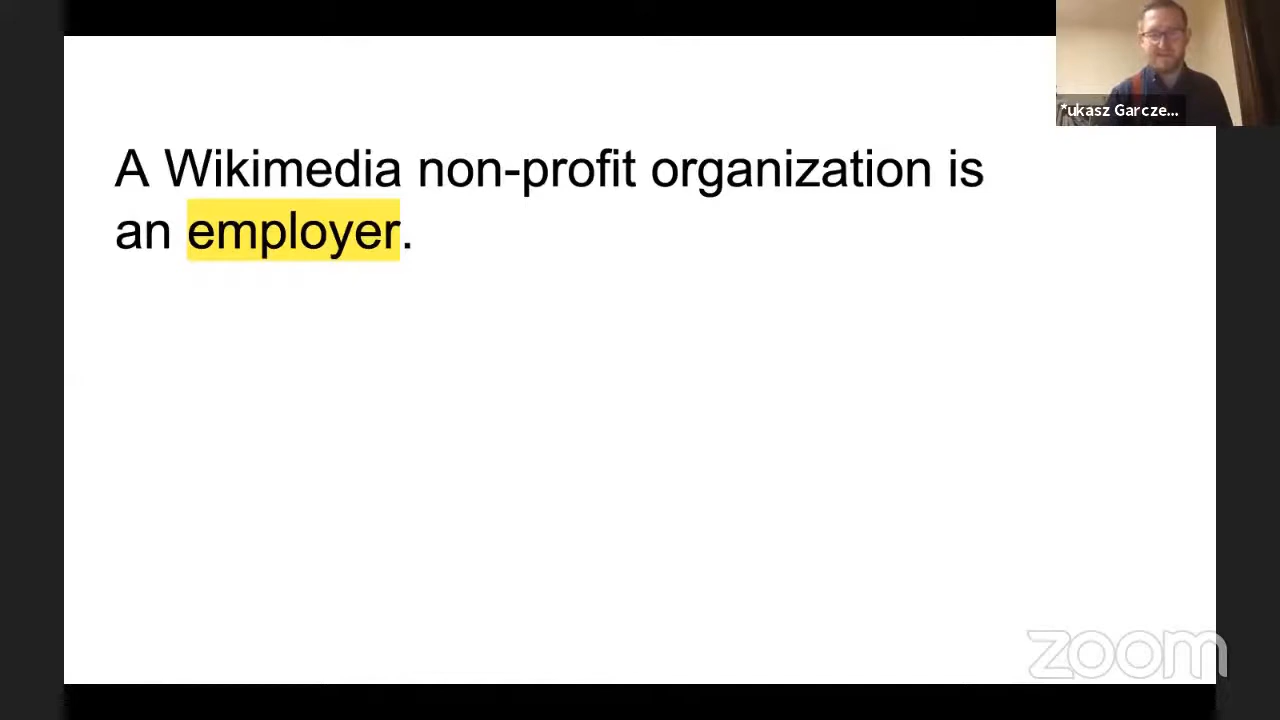 *ukasz Garcze...
A Wikimedia non-profit organization is
an employer.
zoom